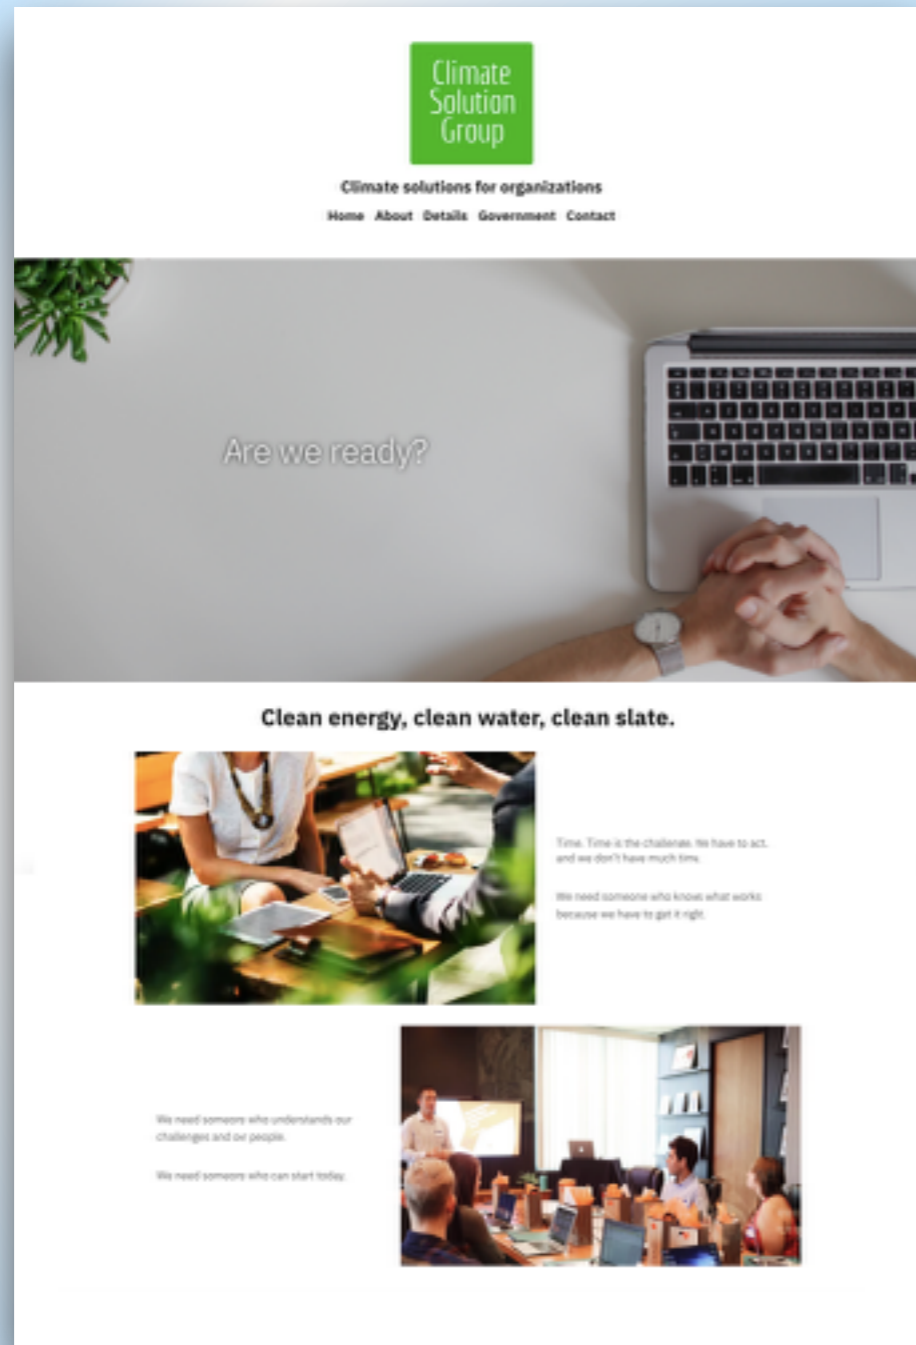 Climate
Solution
Group
Climate solutions for organizations
Home About Details Government Contact
Are we ready?
Clean energy, clean water, clean slate.
Time. Time is the challenge. We have to act,
and we don't have much time.
We need someone who knows what works
because we have to get it right.
We need someone who understands our
challenges and our people.
We need someone who can start today.